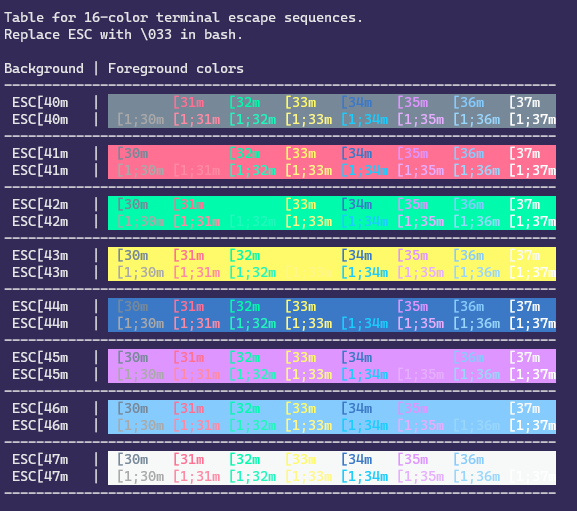 Table for 16-color terminal escape sequences.
Replace ESC with \033 in bash.
Background | Foreground colors
ESC[40m | [31m [32m [33m [34m [35m [36m [37m
ESC[40m | [1;30m [1;31m [1;32m [1;33m [1;34m [1;35m [1;36m [1;37m
ESC[41m | [30m [32m [33m [34m [35m [36m [37m
ESC[41m | [1;30m [1;31m [1;32m [1;33m [1;34m [1;35m [1;36m [1;37m
ESC[42m | [30m [31m [33m [34m [35m [36m [37m
ESC[42m | [1;30m [1;31m [1;32m [1;33m [1;34m [1;35m [1;36m [1;37m
ESC[43m | [30m [31m [32m [34m [35m [36m [37m
ESC[43m | [1;30m [1;31m [1;32m [1;34m [1;35m [1;36m [1;37m
ESC[44m | [30m [31m [32m [33m [35m [36m [37m
ESC[44m | [1;30m [1;31m [1;32m [1;33m [1;34m [1;35m [1;36m [1;37m
ESC[45m | [30m [31m [32m [33m [34m [36m [37m
ESC[45m | [1;30m [1;31m [1;32m [1;33m [1;34m [1;35m [1;36m [1;37m
ESC[46m | [30m [31m [32m [33m [34m [35m [37m
ESC[46m | [1;30m [1;31m [1;32m [1;33m [1;34m [1;35m [1;36m [1;37m
ESC[47m | [30m [31m [32m [33m [34m [35m [36m
ESC[47m | [1;30m [1;31m [1;32m [1;33m [1;34m [1;35m [1;36m [1;37m